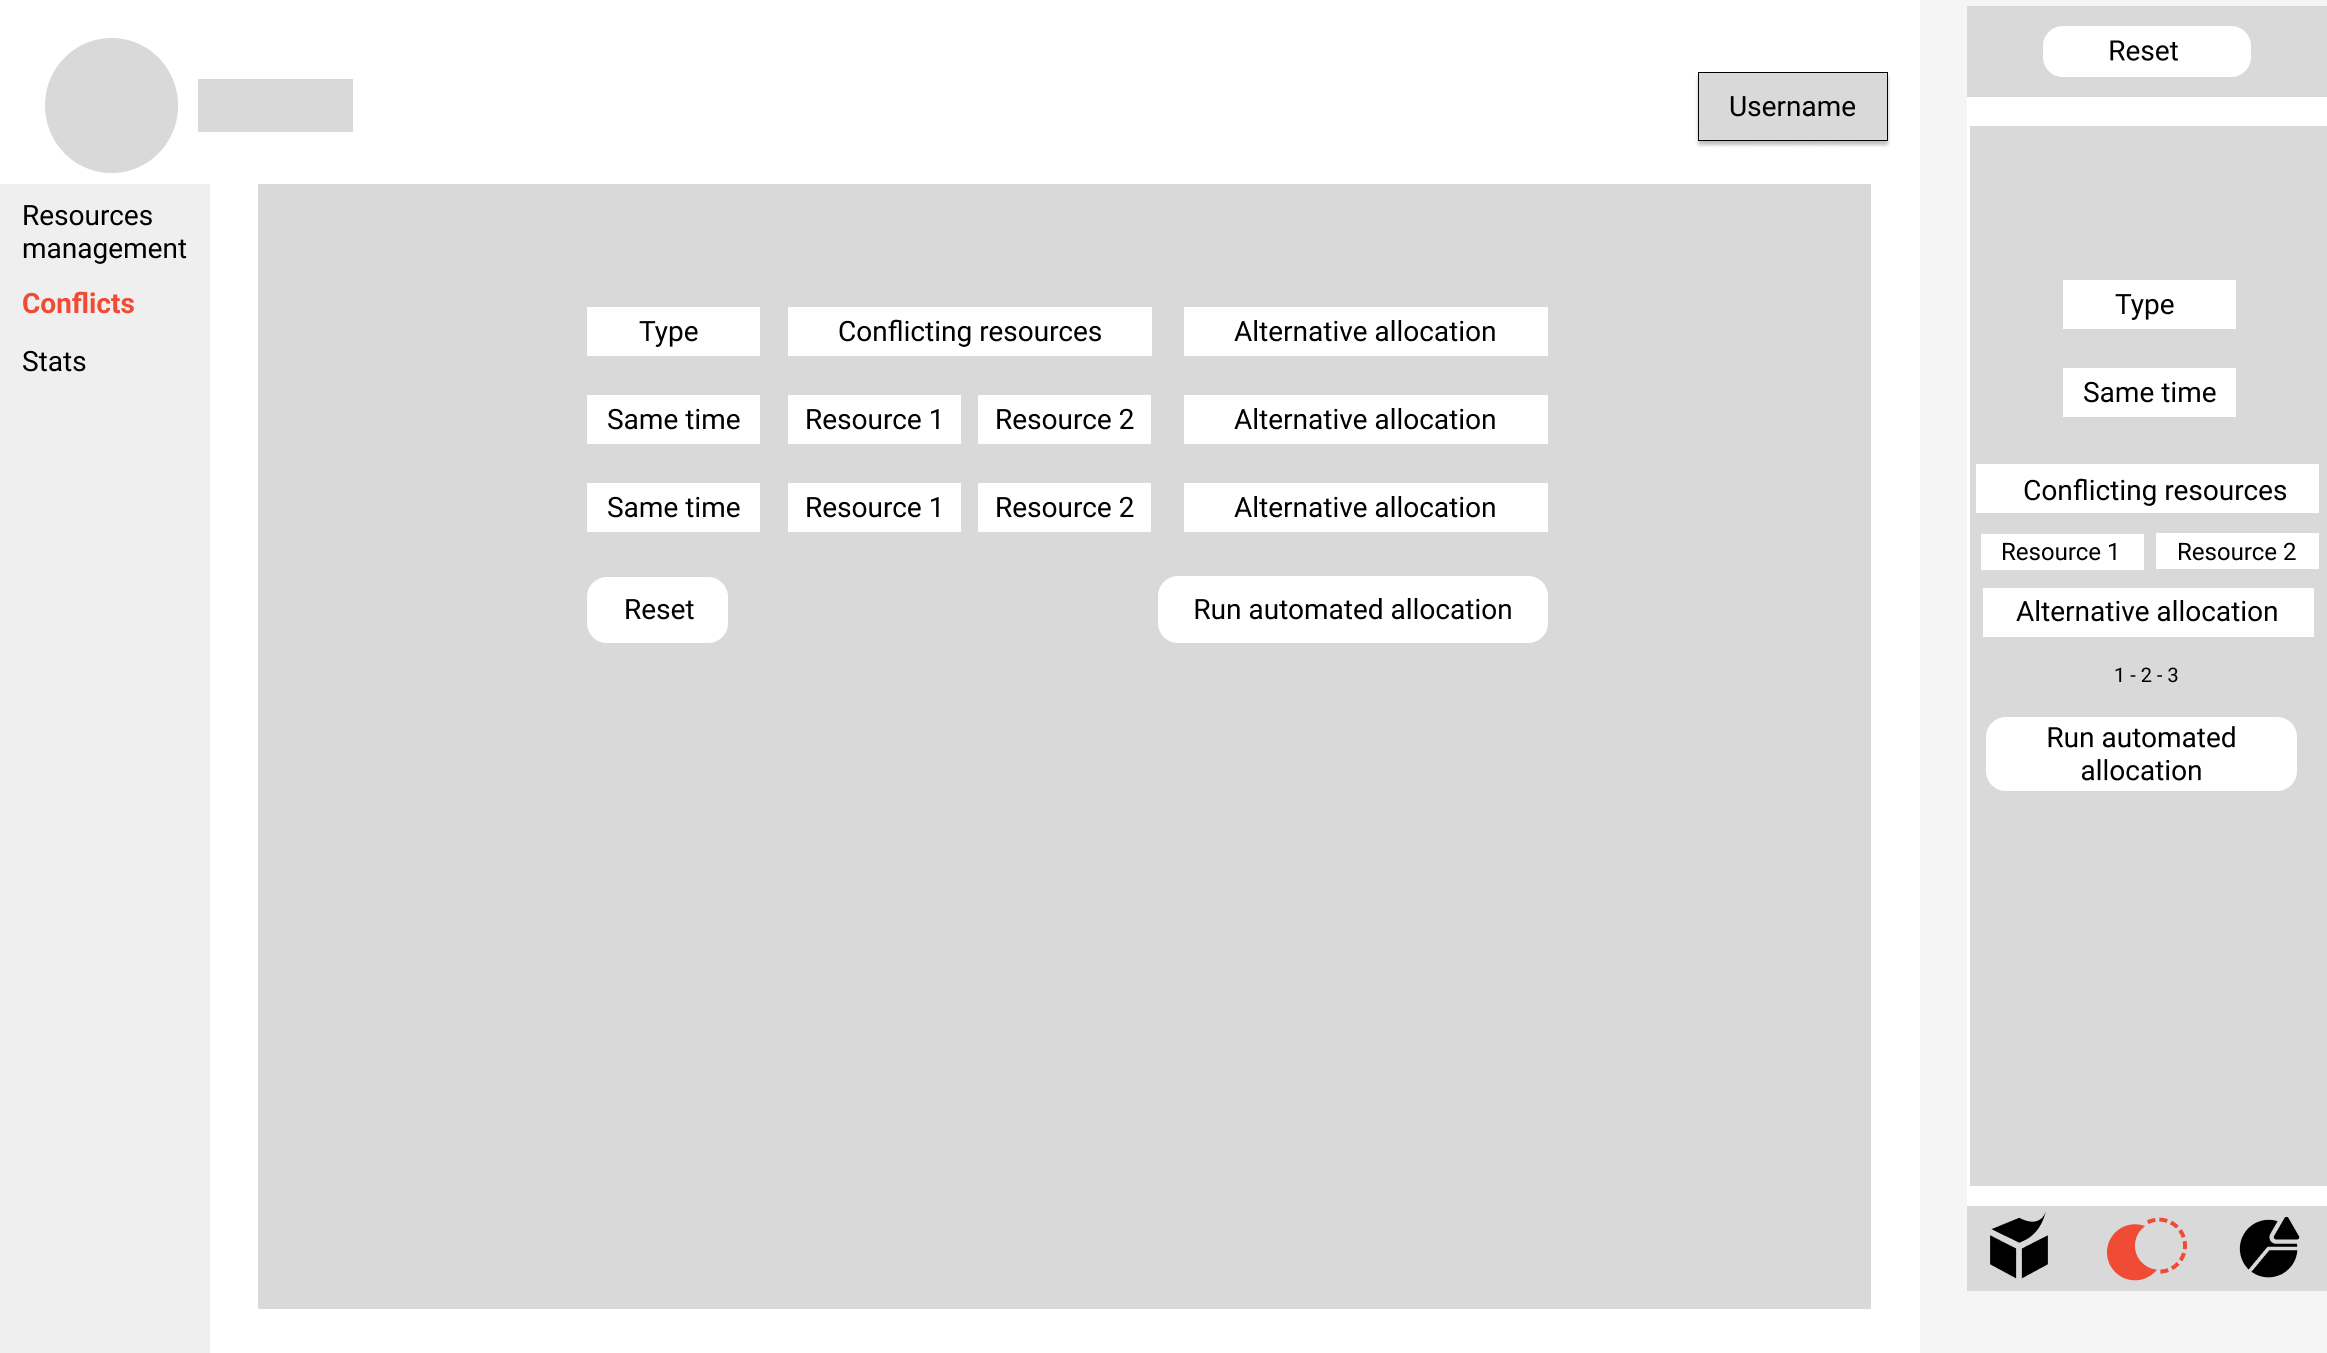 Username
Resources
management
Conflicts
Stats
Type
Conflicting resources
Alternative allocation
Same time
Resource 1
Resource 2
Alternative allocation
Same time
Resource 1
Resource 2
Alternative allocation
Reset
Run automated allocation
Reset
Type
Same time
Conflicting resources
Resource 1
Resource 2
Alternative allocation
1 - 2 - 3
Run automated
allocation